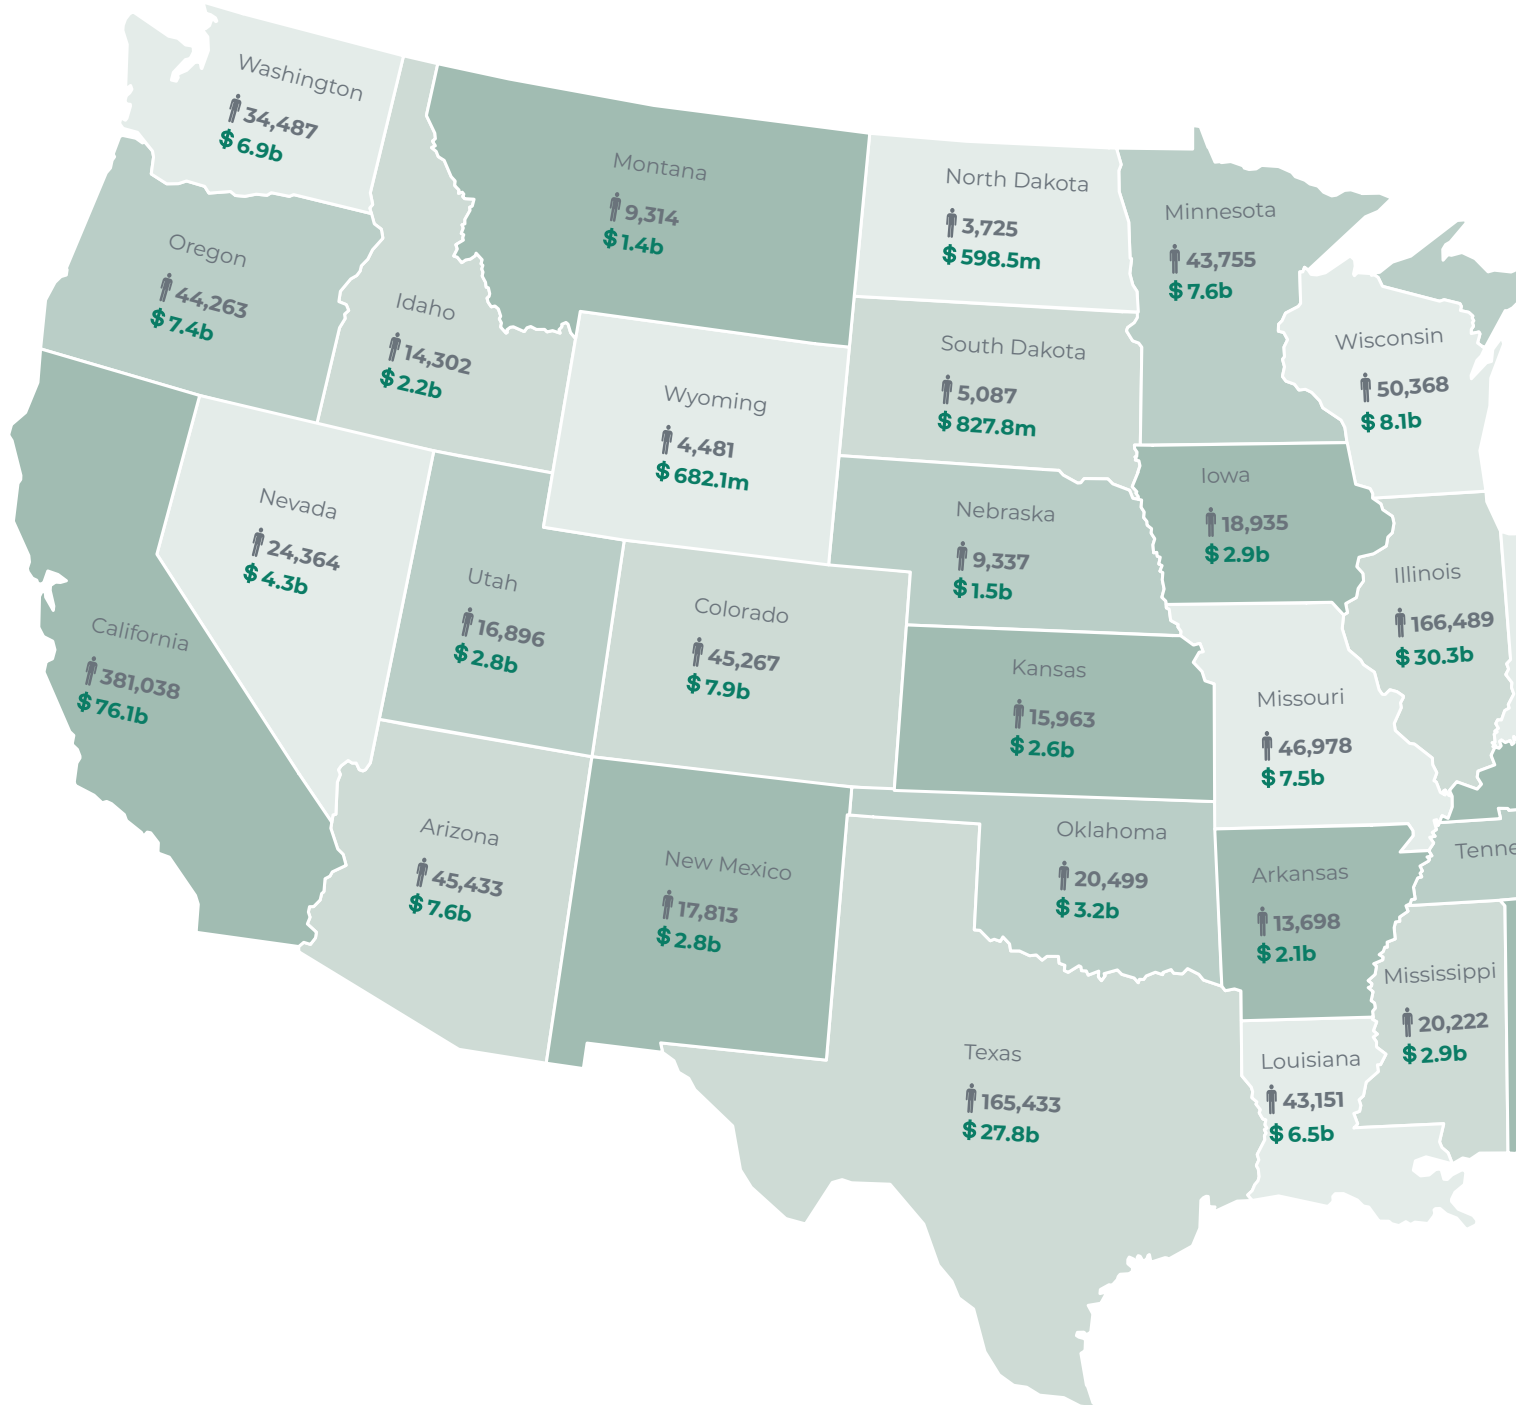 Washington
34,487
$ 6.9b
Montana
9,314
$ 1.4b
North Dakota
3,725
$ 598.5m
Minnesota
43,755
$ 7.6b
Oregon
44,263
$ 7.4b
Idaho
14,302
$ 2.2b
Wyoming
4,481
$ 682.1m
South Dakota
5,087
$ 827.8m
Wisconsin
50,368
$ 8.1b
Nevada
24,364
$ 4.3b
Utah
16,896
$ 2.8b
Colorado
45,267
$ 7.9b
Nebraska
9,337
$ 1.5b
Iowa
18,935
$ 2.9b
Illinois
166,489
$ 30.3b
California
381,038
$ 76.1b
Kansas
15,963
$ 2.6b
Missouri
46,978
$ 7.5b
Arizona
45,433
$ 7.6b
New Mexico
17,813
$ 2.8b
Oklahoma
20,499
$ 3.2b
Arkansas
13,698
$ 2.1b
Tenne
Mississippi
20,222
$ 2.9b
Texas
165,433
$ 27.8b
Louisiana
43,151
$ 6.5b